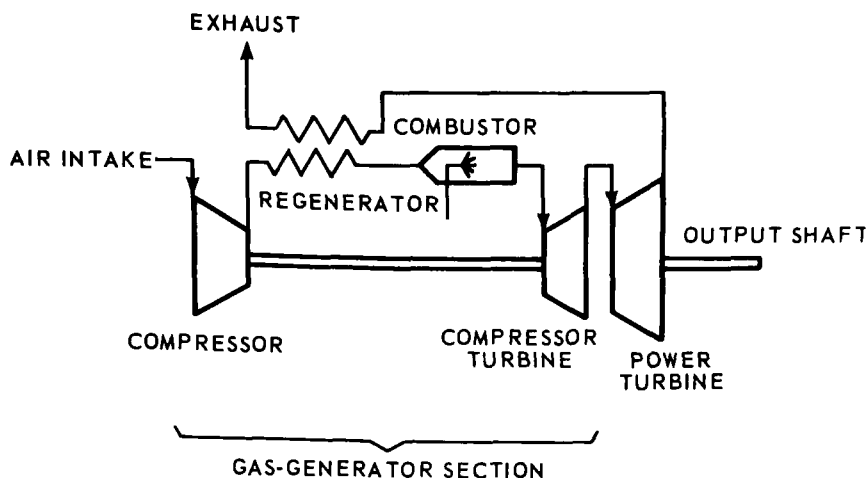 EXHAUST
COMBUSTOR
AIR INTAKE
REGENERATOR
OUTPUT SHAFT
COMPRESSOR
COMPRESSOR
TURBINE
POWER
TURBINE
GAS-GENERATOR SECTION